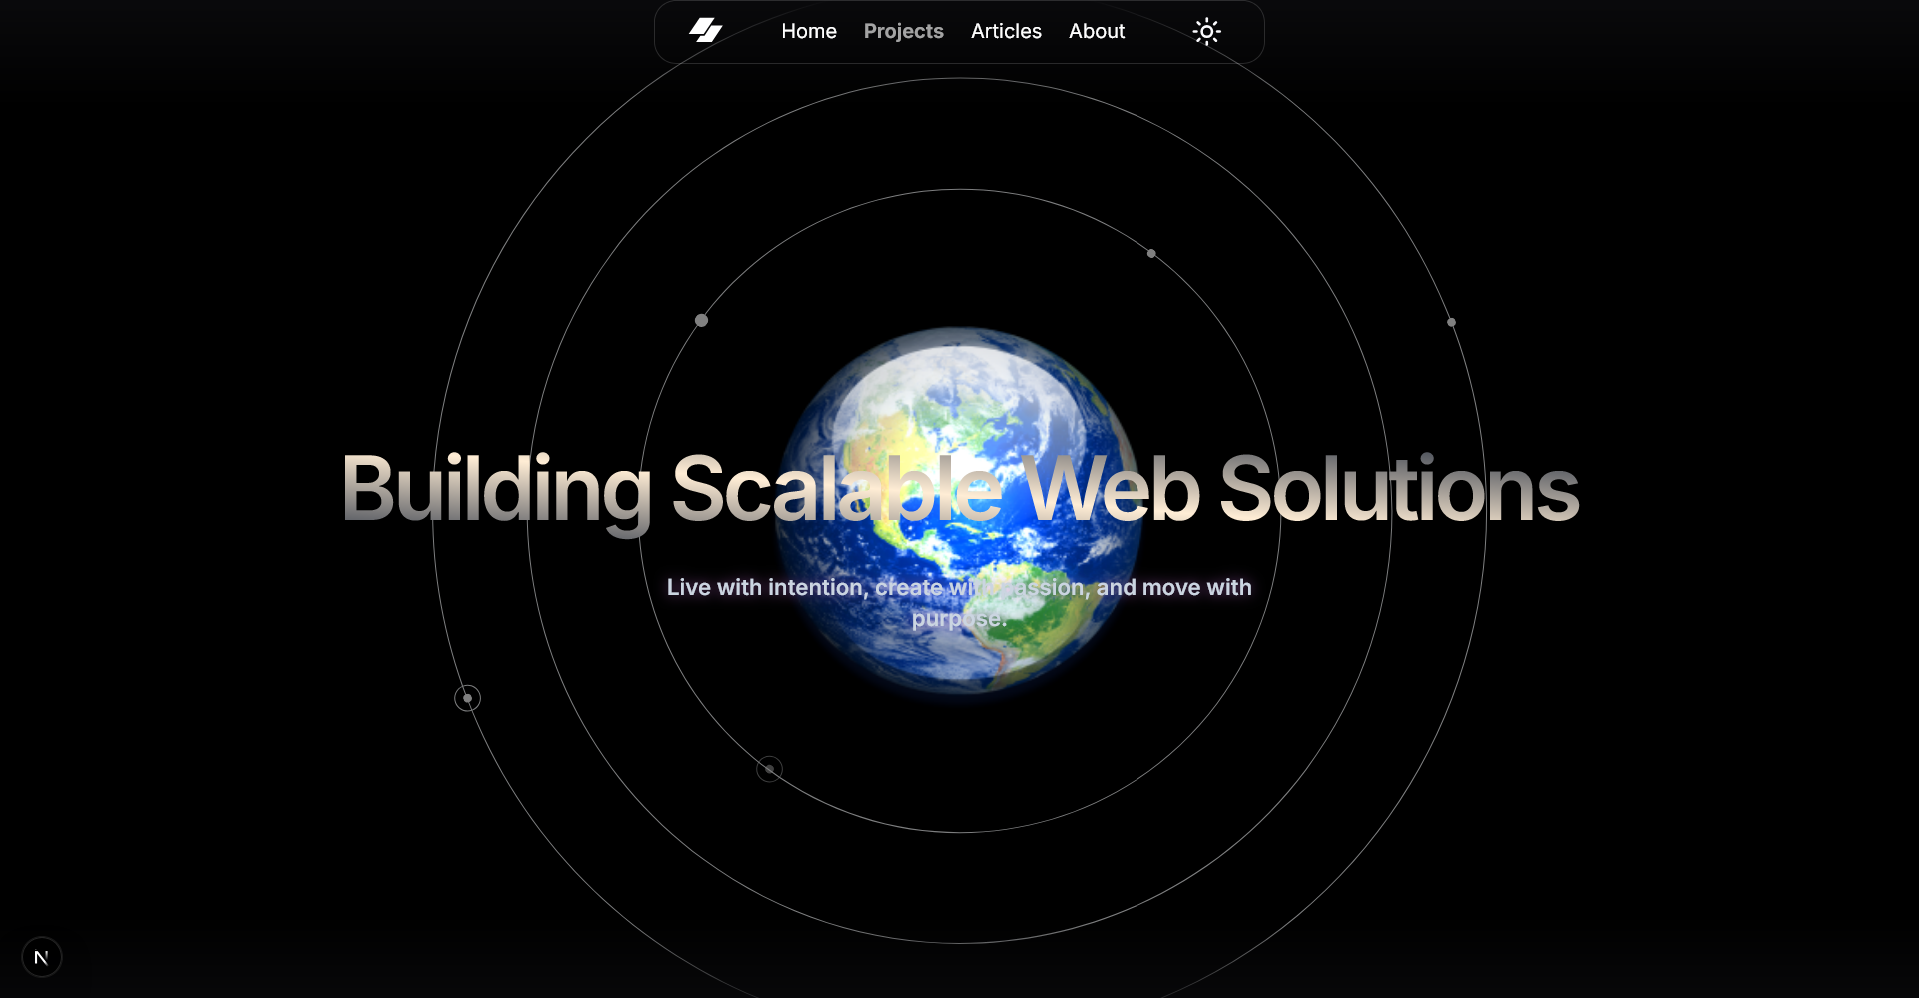 Home Projects Articles About
Building Scalable Web Solutions
Live with intention, create with passion, and move with
purpose.
N